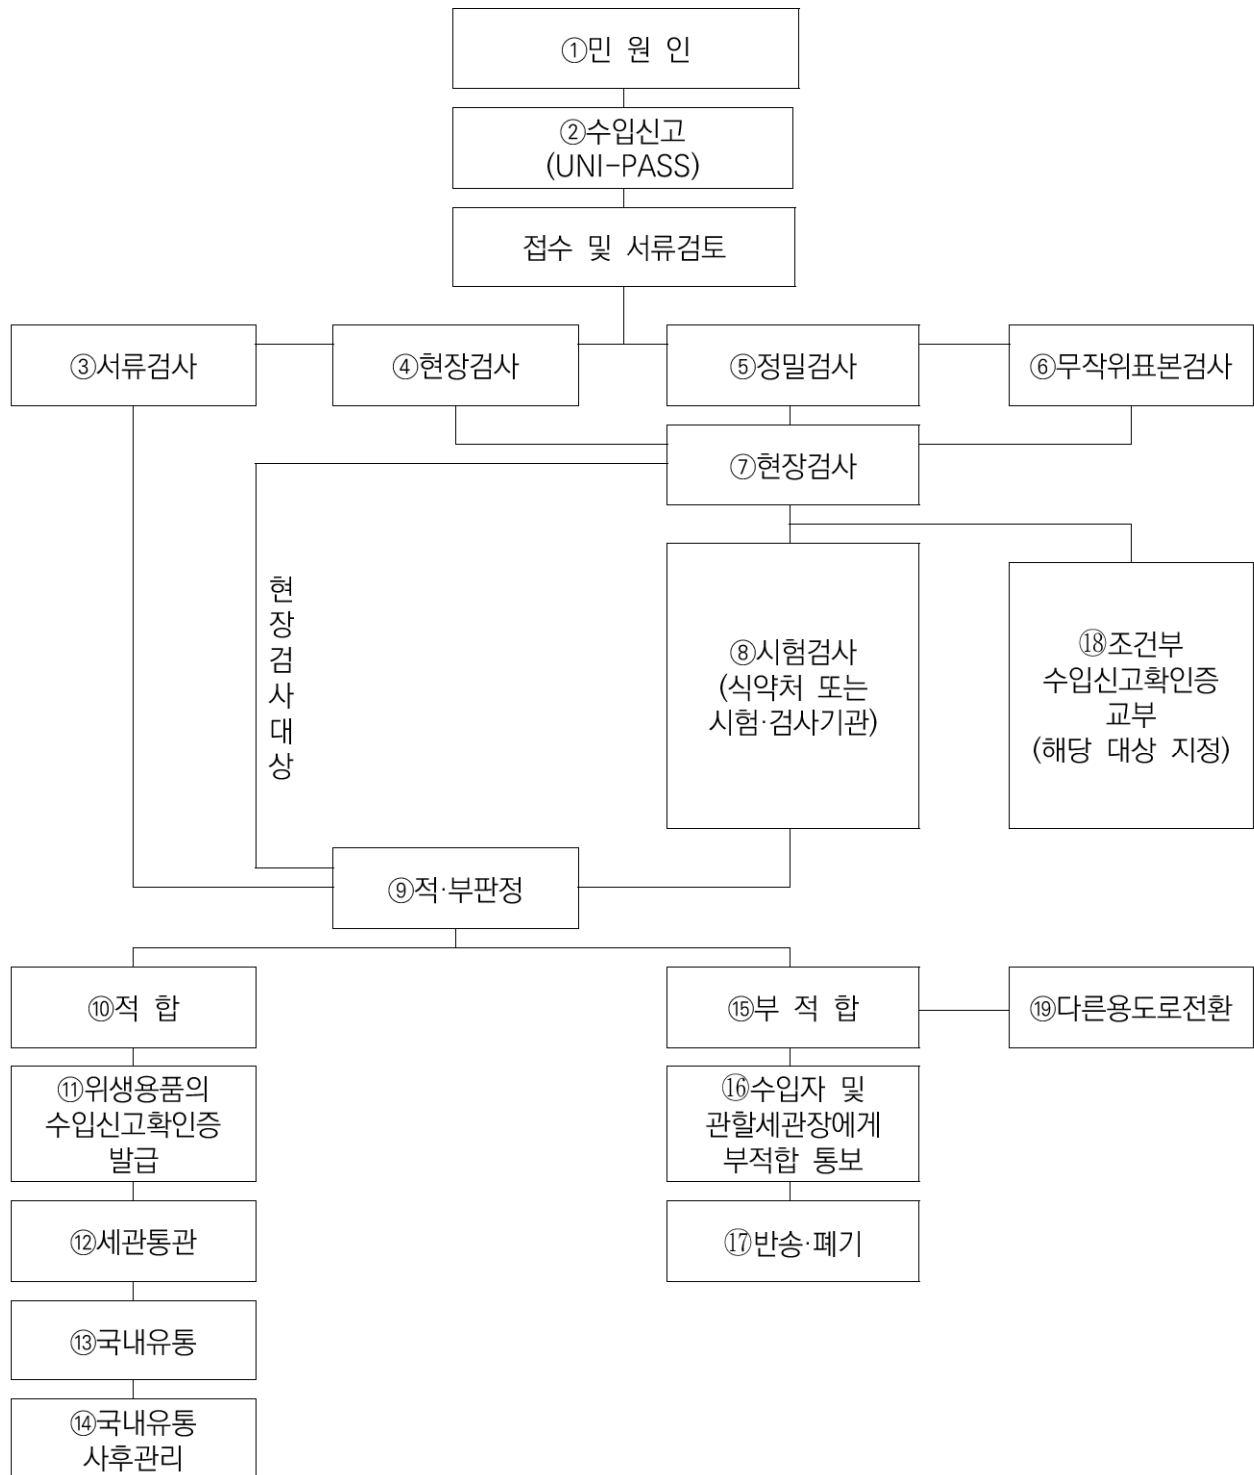 ①민 원 인
②수입신고
(UNI-PASS)
접수 및 서류검토
③서류검사
④현장검사
⑤정밀검사
⑥무작위표본검사
⑦현장검사
현장검사대상
⑧시험검사
(식약처 또는
시험·검사기관)
⑱조건부
수입신고확인증
교부
(해당 대상 지정)
⑨적·부판정
⑩적 합
⑮부 적 합
⑲다른용도로전환
⑪위생용품의
수입신고확인증
발급
⑯수입자 및
관할세관장에게
부적합 통보
⑫세관통관
⑰반송·폐기
⑬국내유통
⑭국내유통
사후관리